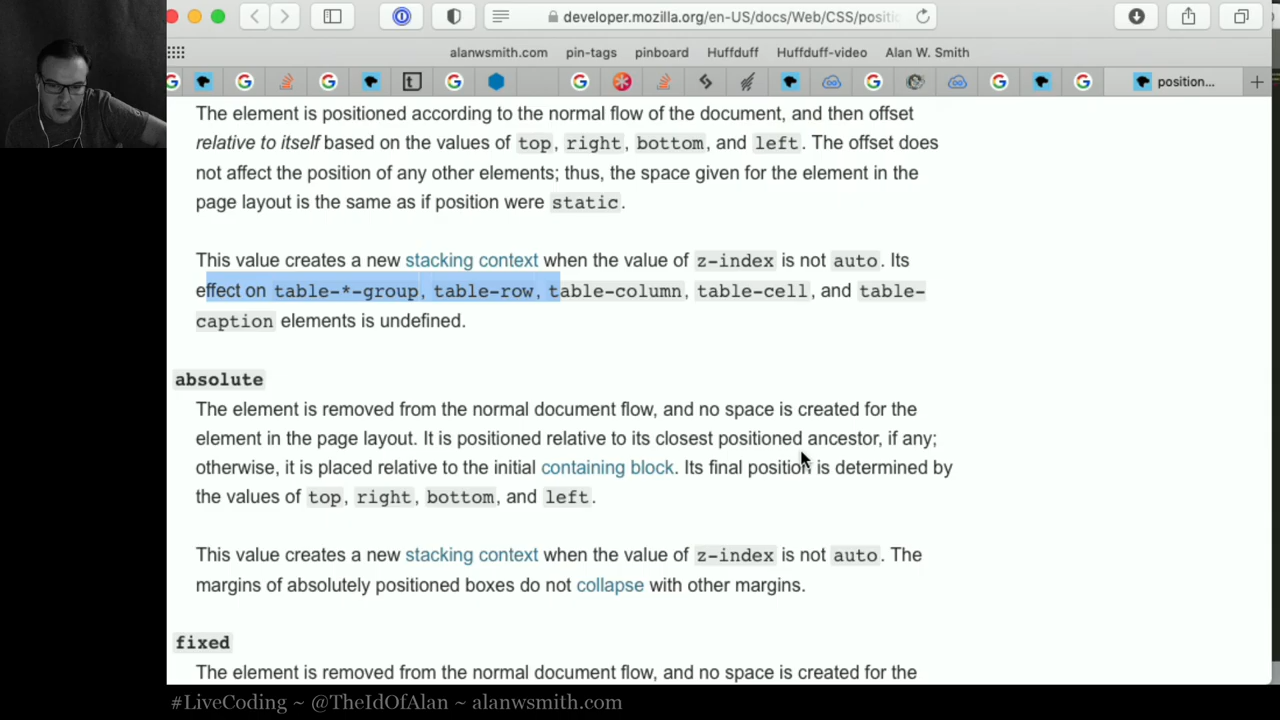 developer.mozilla.org/en-US/docs/Web/CSS/positi
alanwsmith.com pin-tags pinboard Huffduff Huffduff-video Alan W. Smith
position...
The element is positioned according to the normal flow of the document, and then offset
relative to itself based on the values of top, right, bottom, and left. The offset does
not affect the position of any other elements; thus, the space given for the element in the
page layout is the same as if position were static.
This value creates a new stacking context when the value of z-index is not auto. Its
effect on table-*-group, table-row, table-column, table-cell, and table-
caption elements is undefined.
absolute
The element is removed from the normal document flow, and no space is created for the
element in the page layout. It is positioned relative to its closest positioned ancestor, if any;
otherwise, it is placed relative to the initial containing block. Its final position is determined by
the values of top, right, bottom, and left.
This value creates a new stacking context when the value of z-index is not auto. The
margins of absolutely positioned boxes do not collapse with other margins.
fixed
The element is removed from the normal document flow, and no space is created for the
#LiveCoding ~ @TheIdOfAlan ~ alanwsmith.com